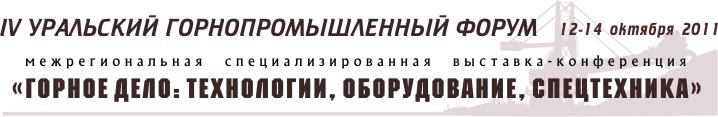 IV УРАЛЬСКИЙ ГОРНОПРОМЫШЛЕННЫЙ ФОРУМ 12-14 октября 2011
межрегиональная специализированная выставка-конференция
«ГОРНОЕ ДЕЛО: ТЕХНОЛОГИИ, ОБОРУДОВАНИЕ, СПЕЦТЕХНИКА»